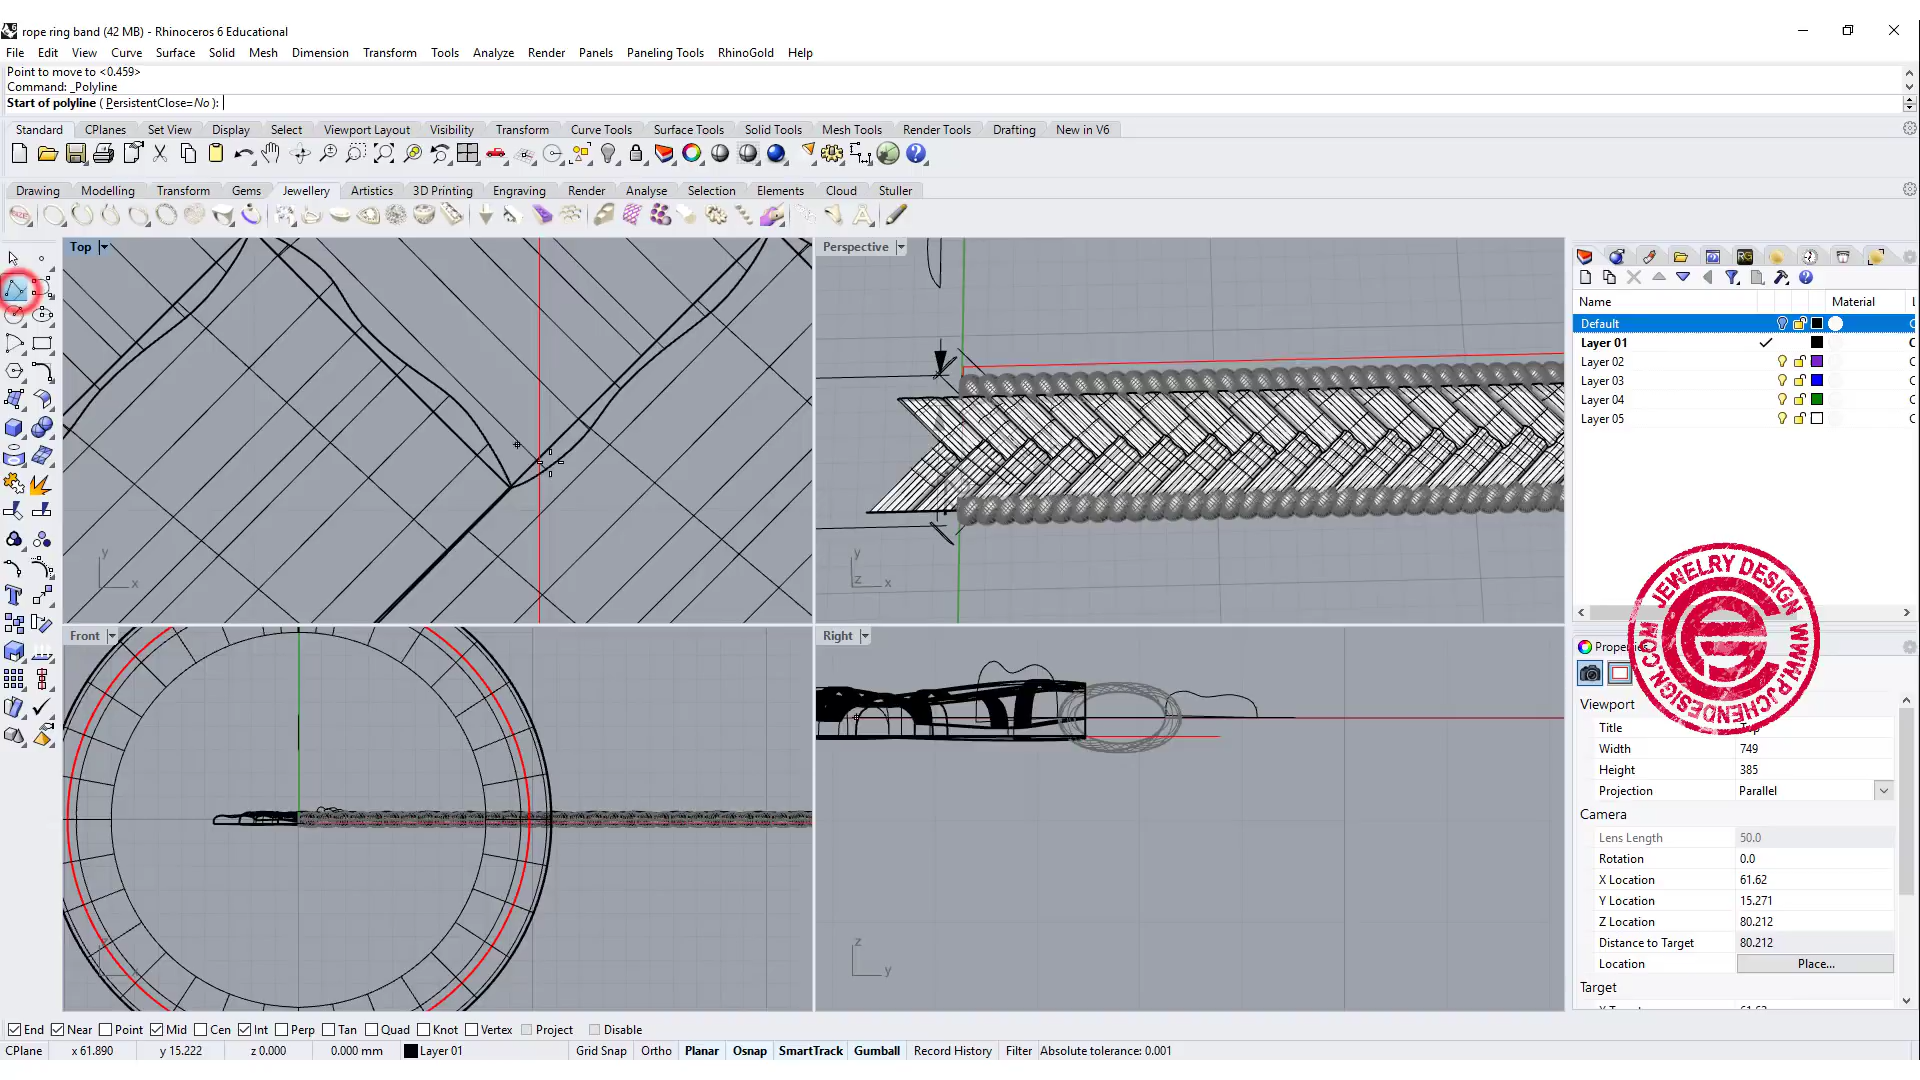 rope ring band (42 MB) - Rhinoceros 6 Educational
File Edit View Curve Surface Solid Mesh Dimension Transform Tools Analyze Render Panels Paneling Tools RhinoGold Help
Point to move to <0.459>
Command: _Polyline
Start of polyline ( PersistentClose=No ):
Standard CPlanes Set View Display Select Viewport Layout Visibility Transform Curve Tools Surface Tools Solid Tools Mesh Tools Render Tools Drafting New in V6
Drawing Modelling Transform Gems Jewellery Artistics 3D Printing Engraving Render Analyse Selection Elements Cloud Stuller
Top
Perspective
Name Material L
Default C
Layer 01 C
Layer 02 C
Layer 03 C
Layer 04 C
Layer 05 C
y
x
y
z
x
JEWELRY DESIGN
WWW.PJCHENDESIGN.COM
Front
Right
x
z
y
Viewport
Title Top
Width 749
Height 385
Projection Parallel
Camera
Lens Length 50.0
Rotation 0.0
X Location 61.62
Y Location 15.271
Z Location 80.212
Distance to Target 80.212
Location Place...
Target
End Near Point Mid Cen Int Perp Tan Quad Knot Vertex Project Disable
CPlane x 61.890 y 15.222 z 0.000 0.000 mm Layer 01 Grid Snap Ortho Planar Osnap SmartTrack Gumball Record History Filter Absolute tolerance: 0.001